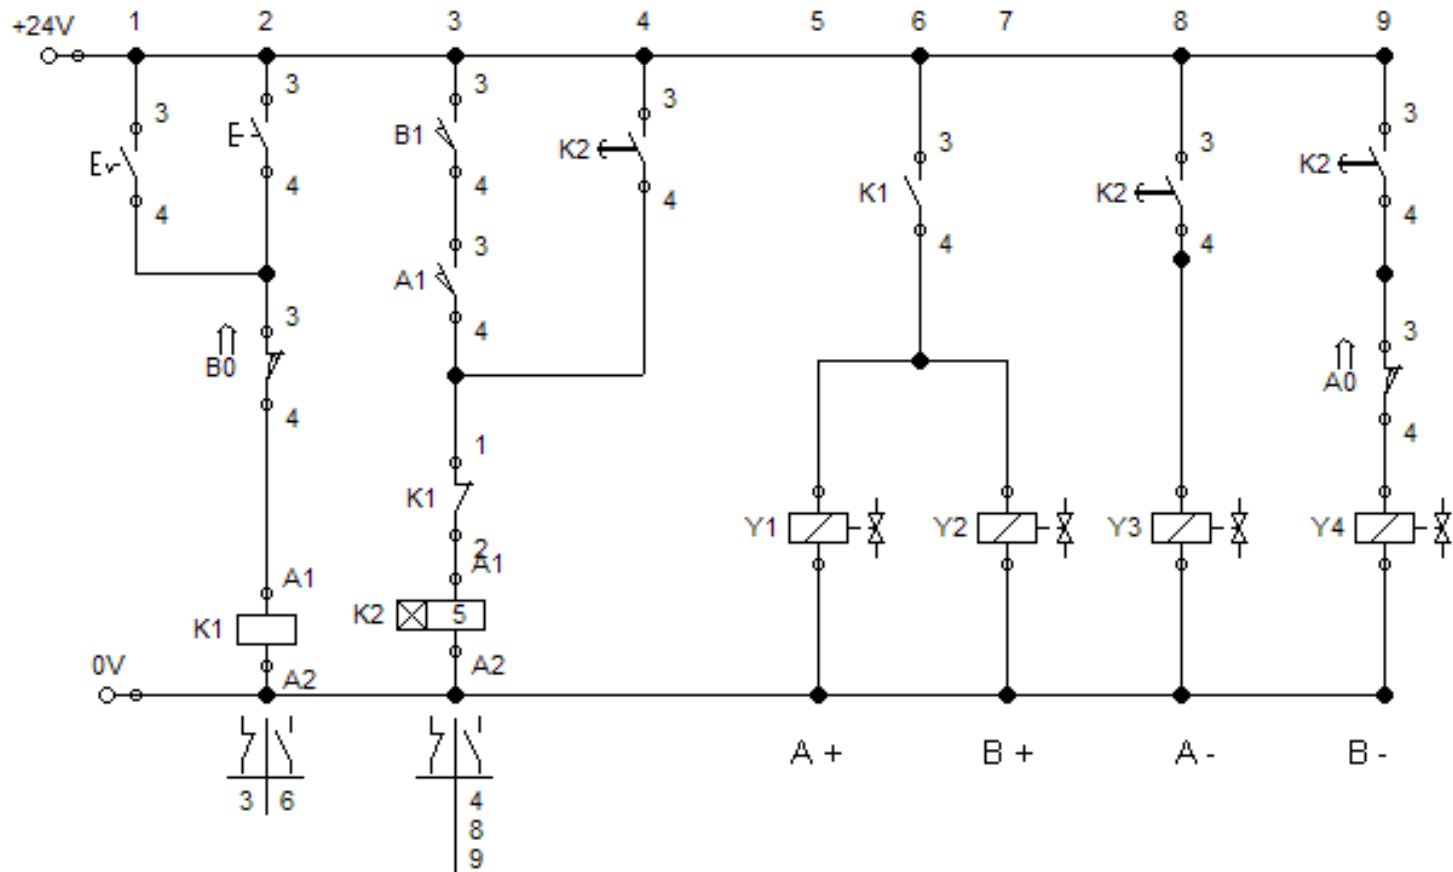 +24V 1 2 3 4 5 6 7 8 9
3 3 3 3 3 3 3
B1 K2 K1 K2 K2
4 4 4 4 4 4 4
3 3 3
A1 A0
B0
4 4 4
1
K1
2
Y1 Y2 Y3 Y4
A1 A1
K1 K2 5
0V A2 A2
A + B + A - B -
3 6 4
8
9